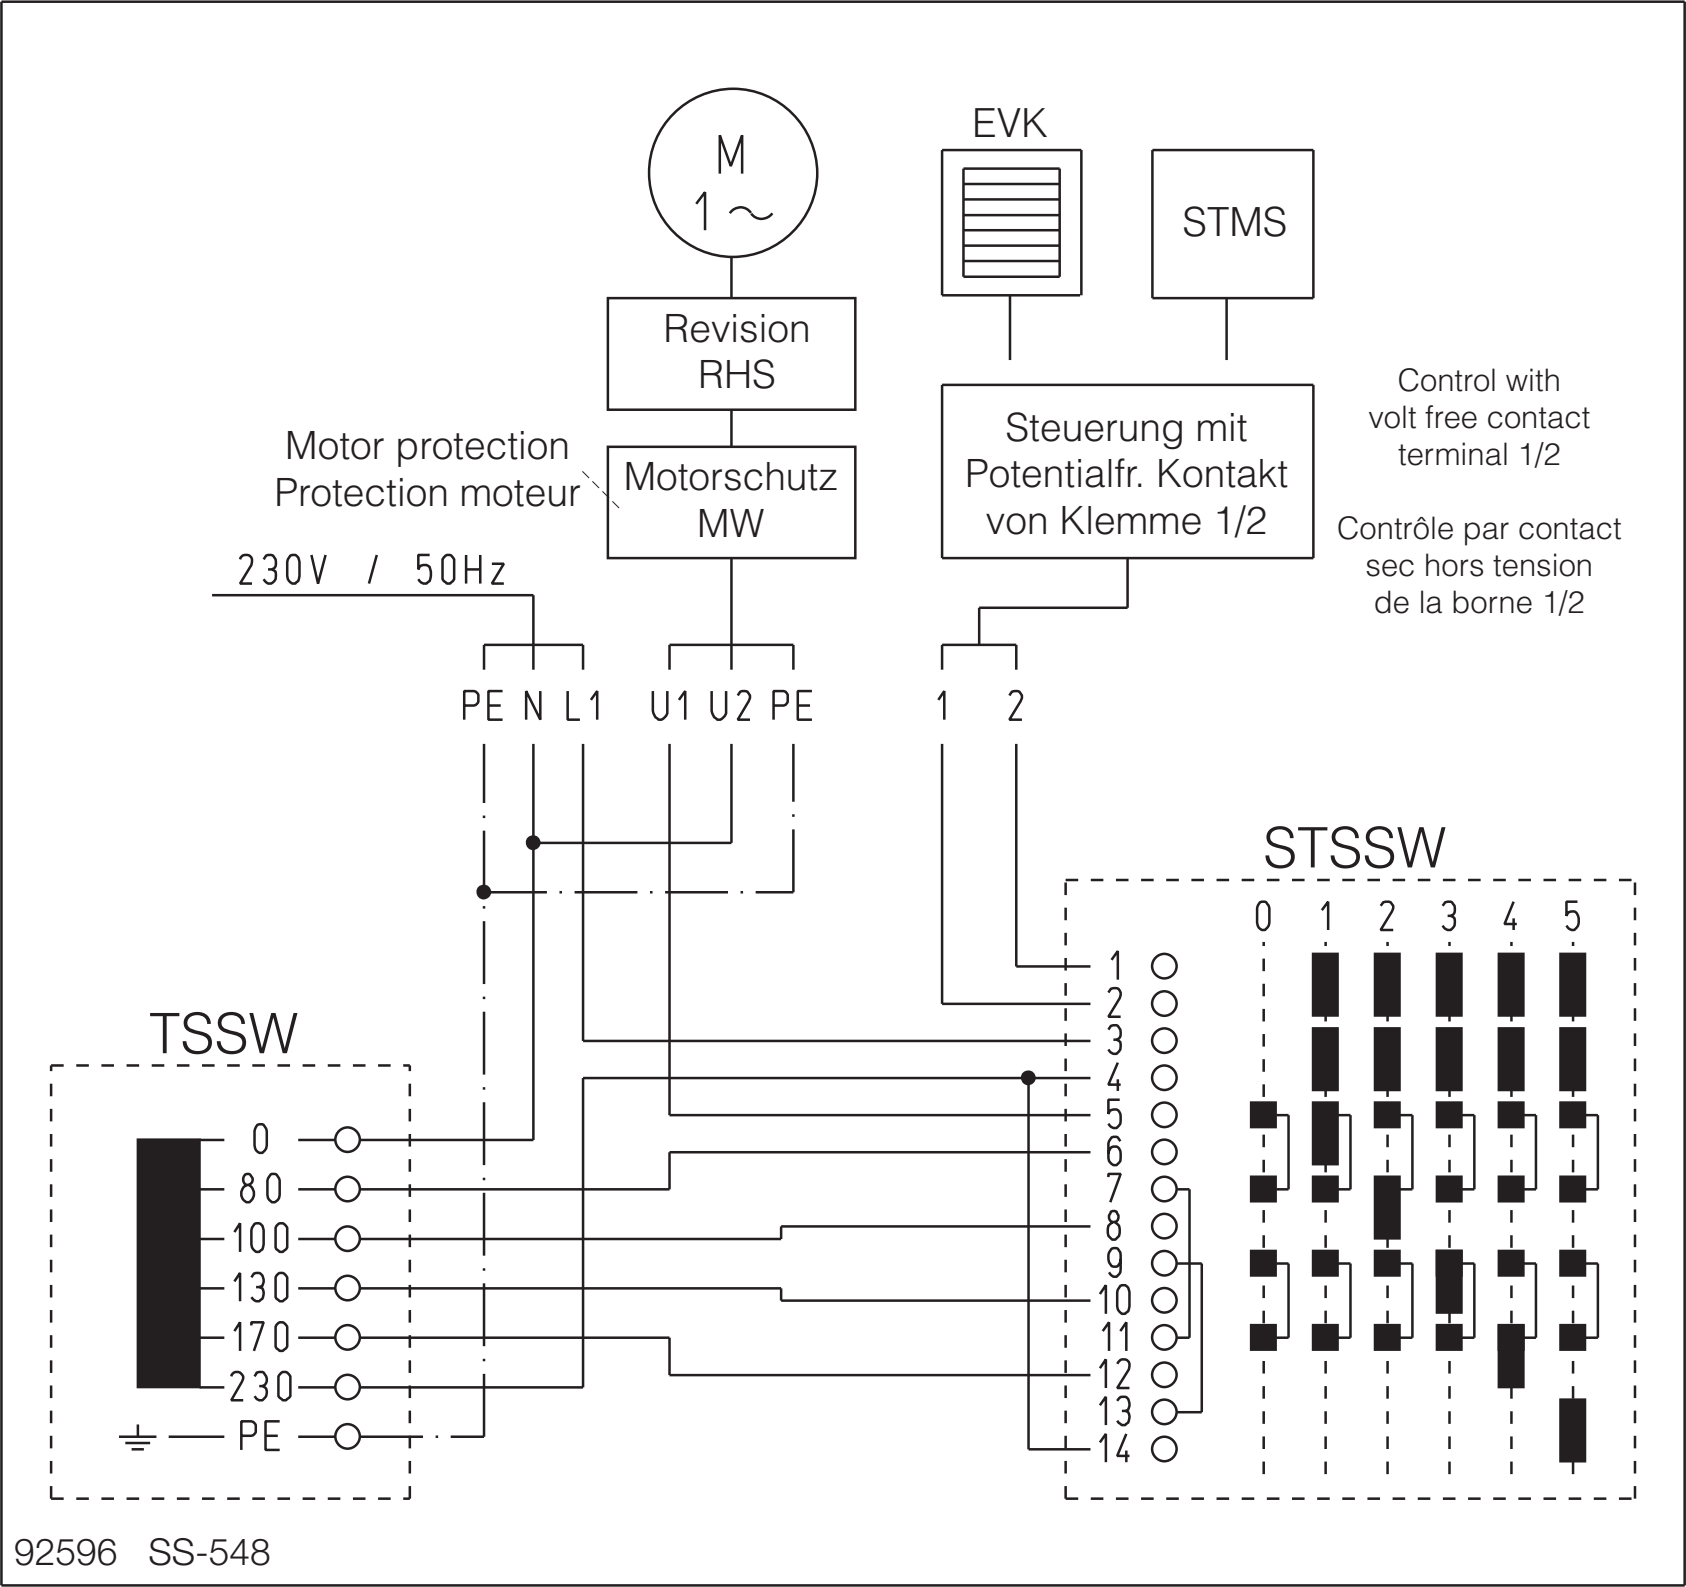 M
1~
EVK
STMS
Revision
RHS
Motor protection
Protection moteur
Motorschutz
MW
Steuerung mit
Potentialfr. Kontakt
von Klemme 1/2
Control with
volt free contact
terminal 1/2
Contrôle par contact
sec hors tension
de la borne 1/2
230V / 50Hz
PE N L1 U1 U2 PE 1 2
STSSW
0 1 2 3 4 5
1
2
3
4
5
6
7
8
9
10
11
12
13
14
TSSW
0
80
100
130
170
230
PE
92596 SS-548